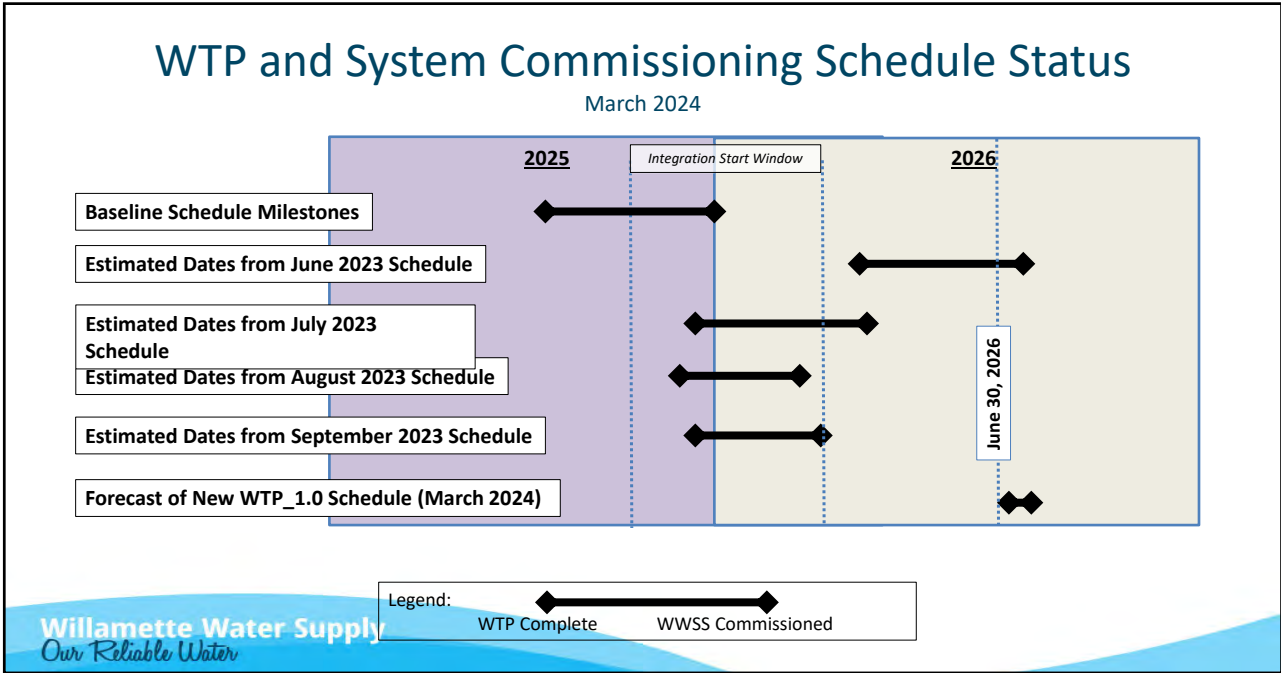 WTP and System Commissioning Schedule Status
March 2024
2025
Integration Start Window
2026
Baseline Schedule Milestones
Estimated Dates from June 2023 Schedule
Estimated Dates from July 2023
Schedule
Estimated Dates from August 2023 Schedule
Estimated Dates from September 2023 Schedule
June 30, 2026
Forecast of New WTP_1.0 Schedule (March 2024)
Legend:
WTP Complete
WWSS Commissioned
Willamette Water Supply
Our Reliable Water